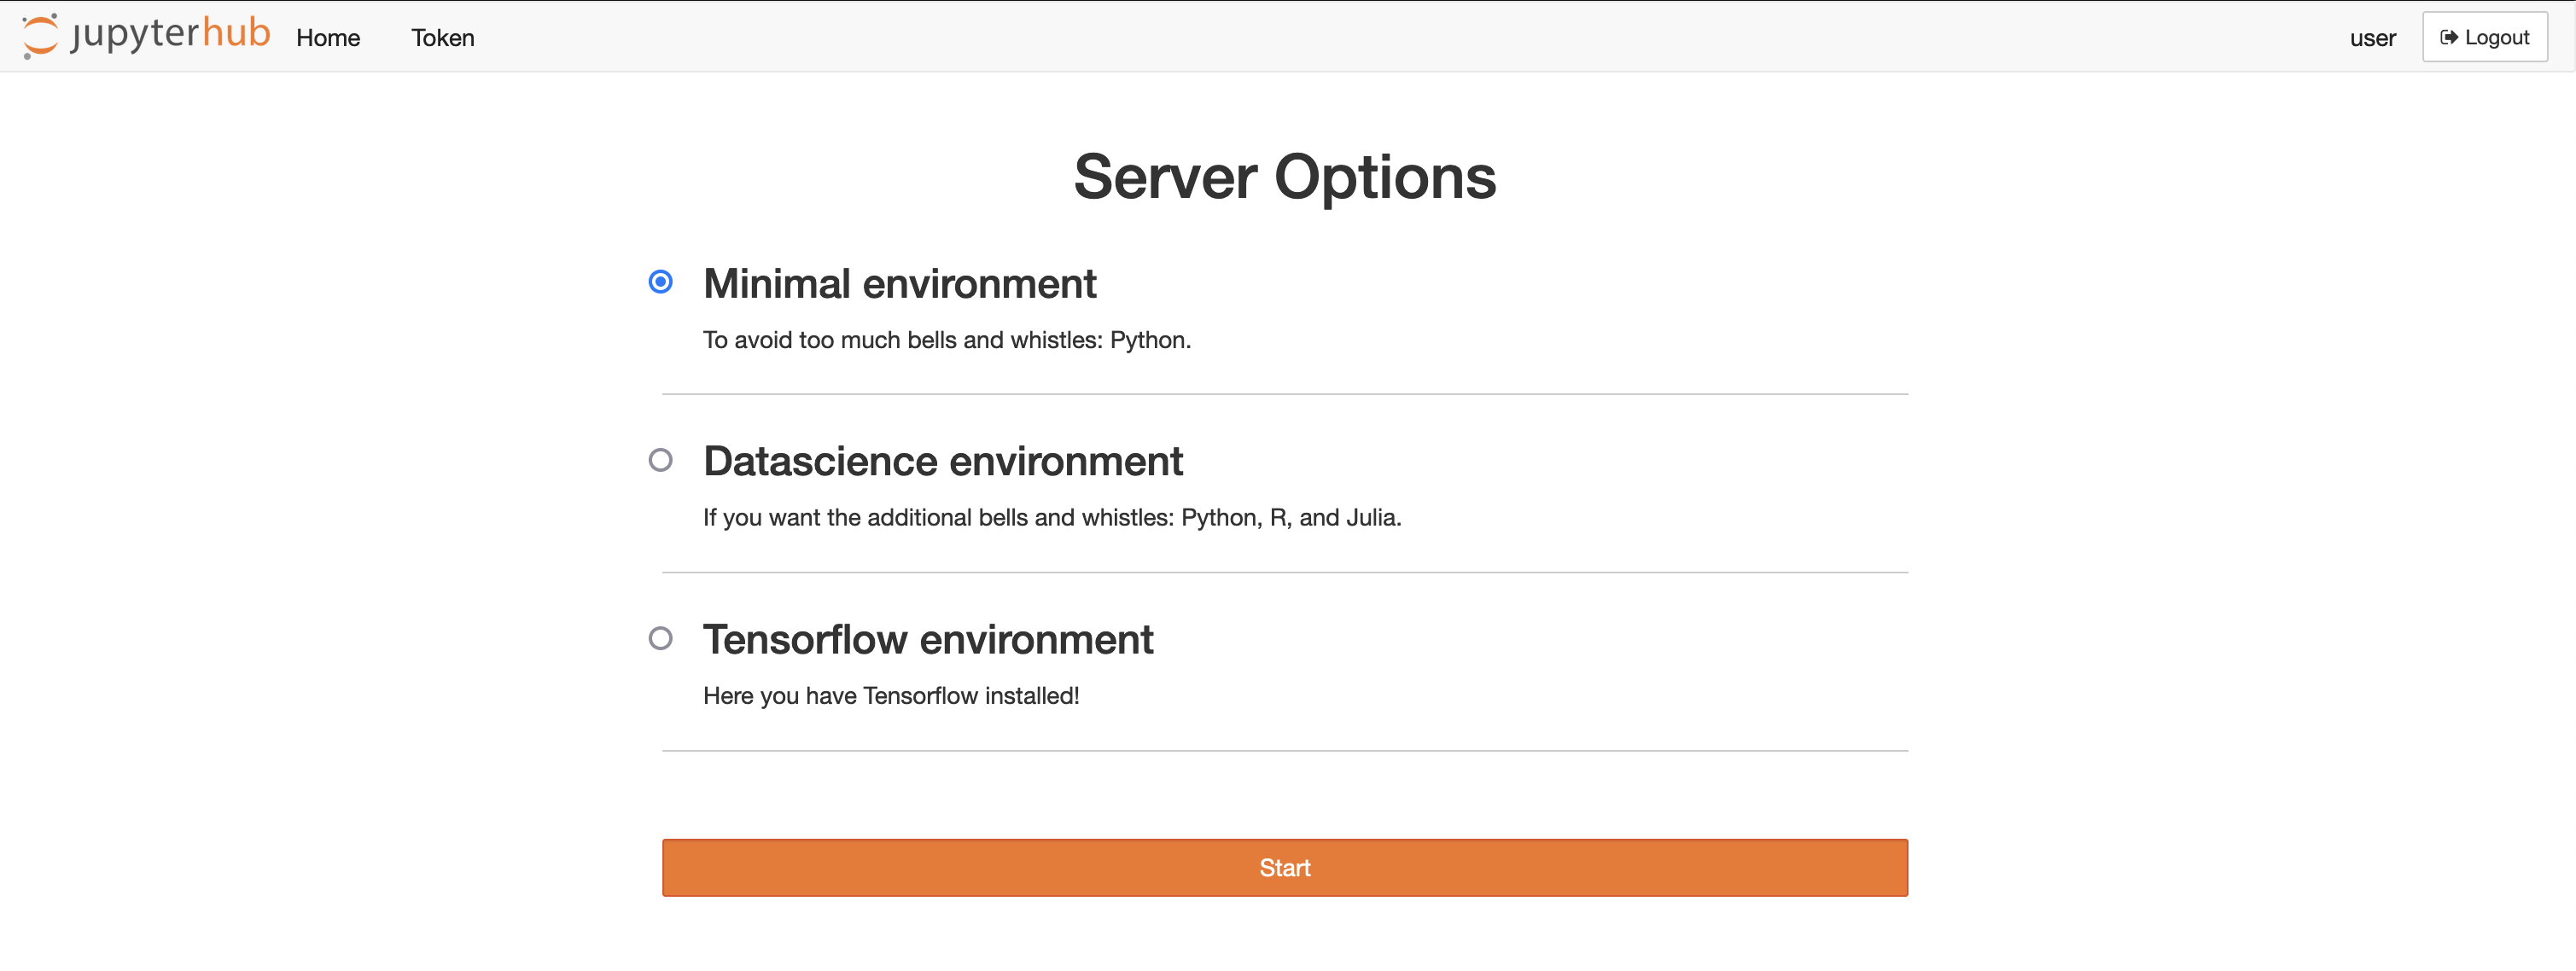 jupyterhub Home Token user Logout
Server Options
Minimal environment
To avoid too much bells and whistles: Python.
Datascience environment
If you want the additional bells and whistles: Python, R, and Julia.
Tensorflow environment
Here you have Tensorflow installed!
Start